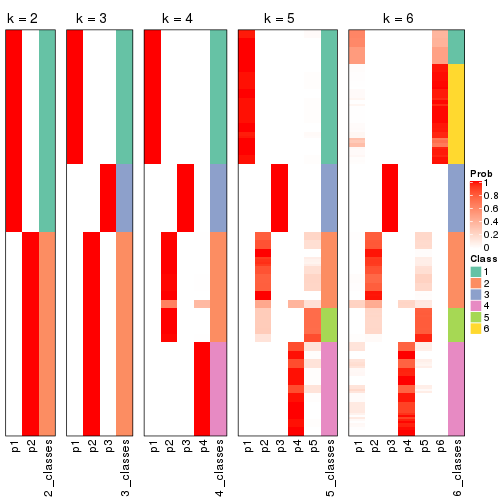 k = 2
k = 3
k = 4
k = 5
k = 6
p1
p2
2_classes
p1
p2
p3
3_classes
p1
p2
p3
p4
4_classes
p1
p2
p3
p4
p5
5_classes
p1
p2
p3
p4
p5
p6
6_classes
Prob
1
0.8
0.6
0.4
0.2
0
Class
1
2
3
4
5
6